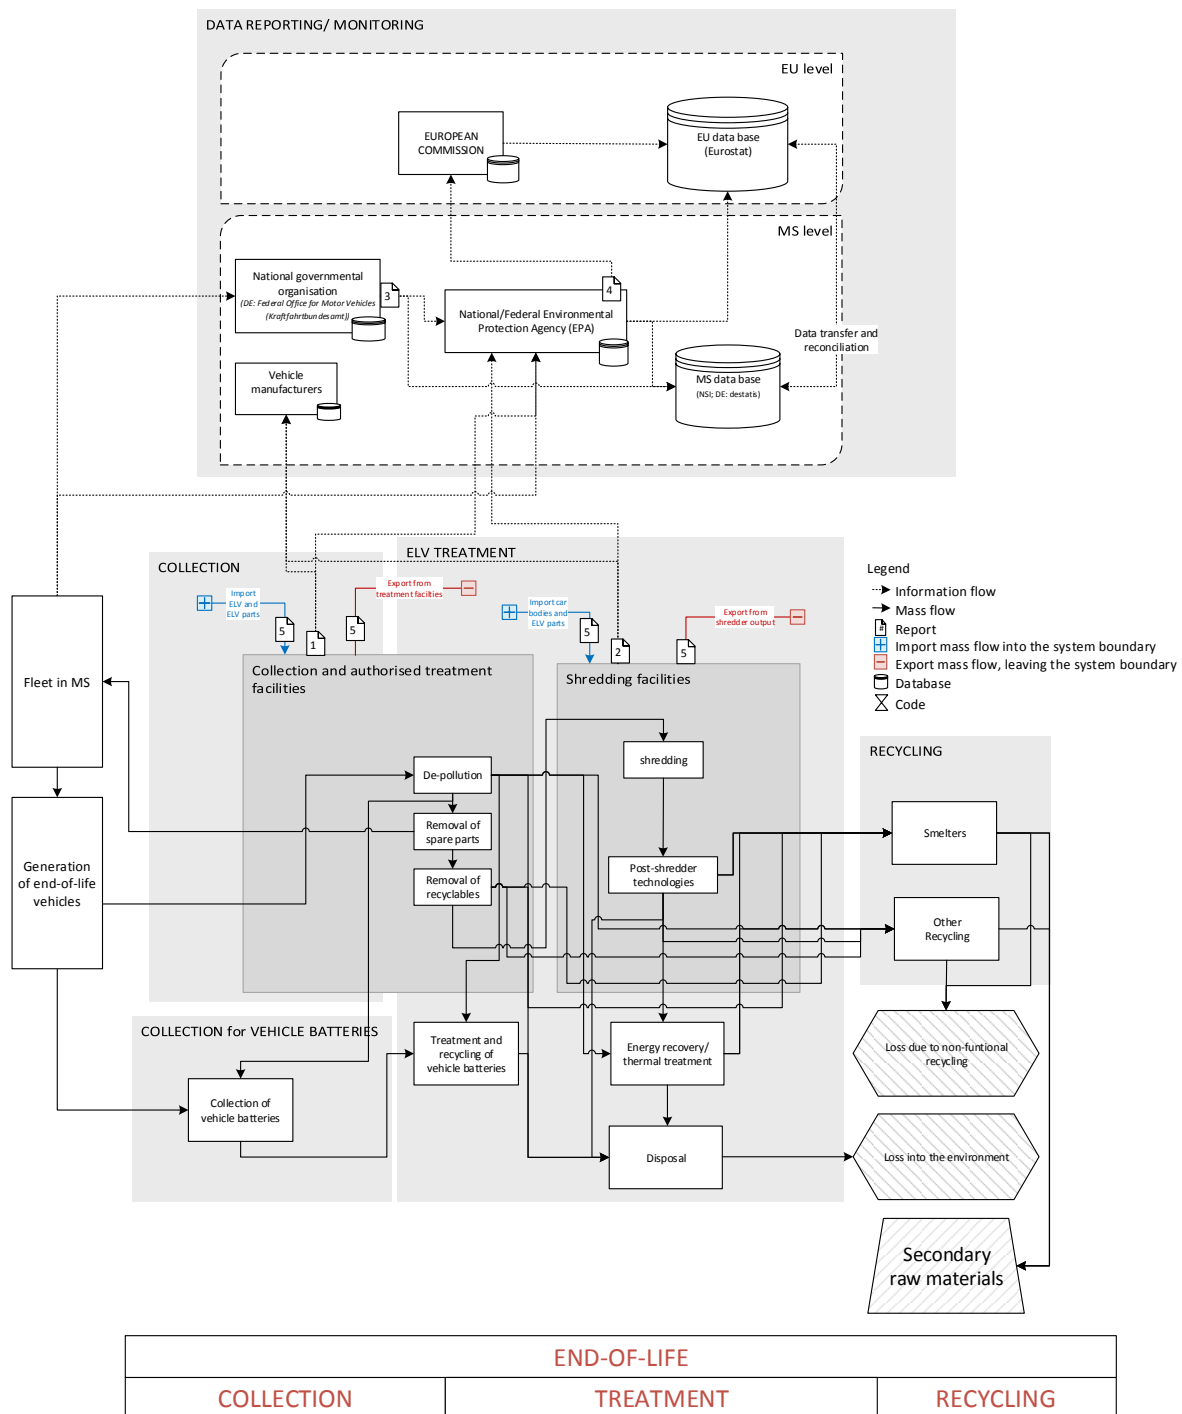 DATA REPORTING/ MONITORING
EU level
EUROPEAN
COMMISSION
EU data base
(Eurostat)
MS level
National governmental
organisation
(DE: Federal Office for Motor Vehicles
(Kraftfahrtbundesamt))
3
4
National/Federal Environmental
Protection Agency (EPA)
Data transfer and
reconciliation
Vehicle
manufacturers
MS data base
(NSI; DE: destatis)
COLLECTION
ELV TREATMENT
Import
ELV and
ELV parts
Export from
treatment facilties
Import car
bodies and
ELV parts
Export from
shredder output
5
1
5
5
2
5
Legend
Information flow
Mass flow
#
Report
Import mass flow into the system boundary
Export mass flow, leaving the system boundary
Database
Code
Fleet in MS
Collection and authorised treatment
facilities
Shredding facilities
RECYCLING
De-pollution
shredding
Removal of
spare parts
Smelters
Generation
of end-of-life
vehicles
Removal of
recyclables
Post-shredder
technologies
Other
Recycling
COLLECTION for VEHICLE BATTERIES
Treatment and
recycling of
vehicle batteries
Energy recovery/
thermal treatment
Loss due to non-funtional
recycling
Collection of
vehicle batteries
Disposal
Loss into the environment
Secondary
raw materials
END-OF-LIFE
COLLECTION
TREATMENT
RECYCLING